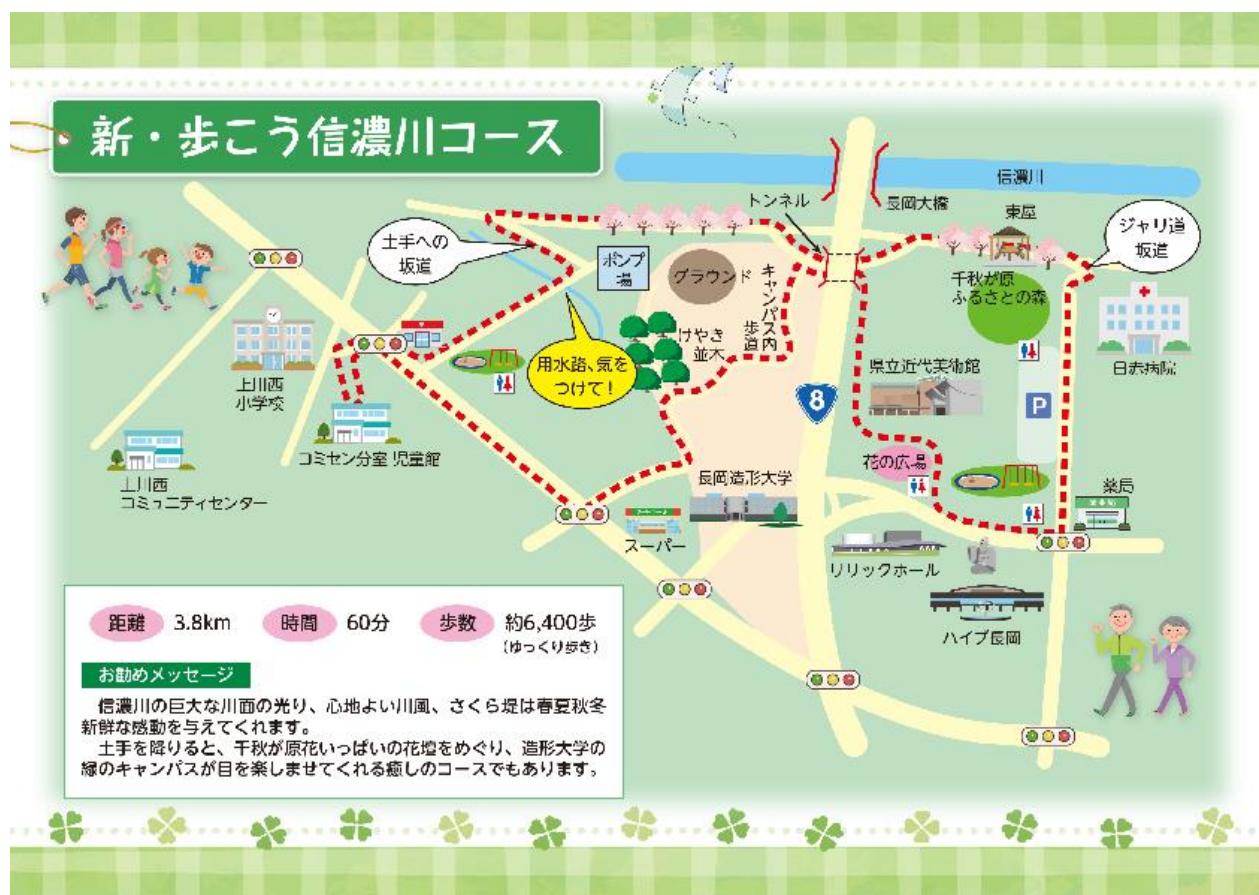 新・歩こう信濃川コース
信濃川
トンネル
長岡大橋
東屋
ジャリ道
坂道
土手への
坂道
ポンプ
場
グラウンド
キャンパス内
歩道
千秋が原
ふるさとの森
けやき
並木
用水路、気を
つけて!
県立近代美術館
日赤病院
上川西
小学校
8
P
コミセン分室 児童館
花の広場
上川西
コミュニティセンター
長岡造形大学
薬局
スーパー
リリックホール
ハイブ長岡
距離 3.8km 時間 60分 歩数 約6,400歩
(ゆっくり歩き)
お勧めメッセージ
信濃川の巨大な川面の光り、心地よい川風、さくら堤は春夏秋冬
新鮮な感動を与えてくれます。
土手を降りると、千秋が原花いっぱいの花壇をめぐり、造形大学の
緑のキャンパスが目を楽しませてくれる癒しのコースでもあります。